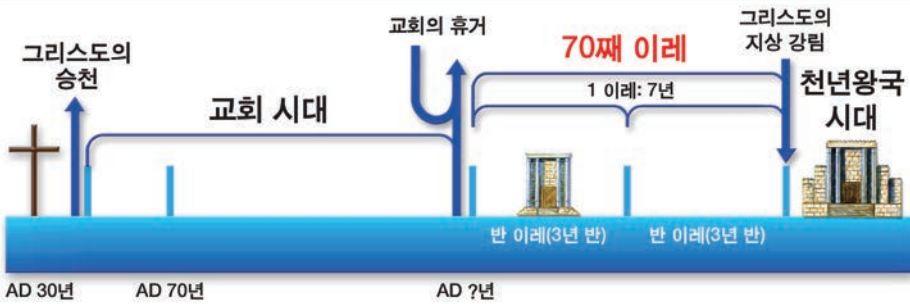 그리스도의
승천
교회 시대
교회의 휴거
70째 이레
1 이레: 7년
그리스도의
지상 강림
천년왕국
시대
반 이레(3년 반)
반 이레(3년 반)
AD 30년
AD 70년
AD ?년